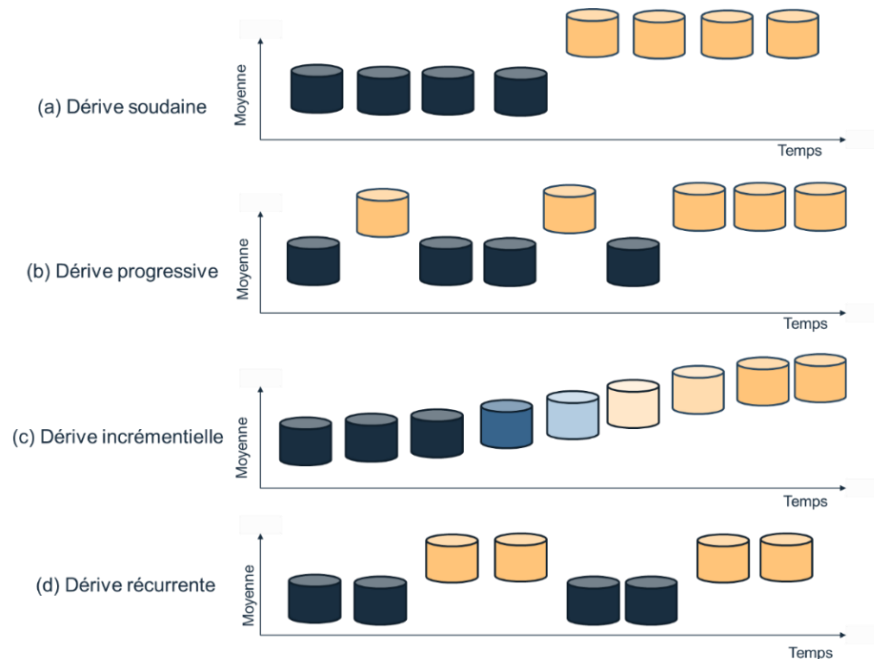 Moyenne
(a) Dérive soudaine
Temps
Moyenne
(b) Dérive progressive
Temps
Moyenne
(c) Dérive incrémentielle
Temps
Moyenne
(d) Dérive récurrente
Temps